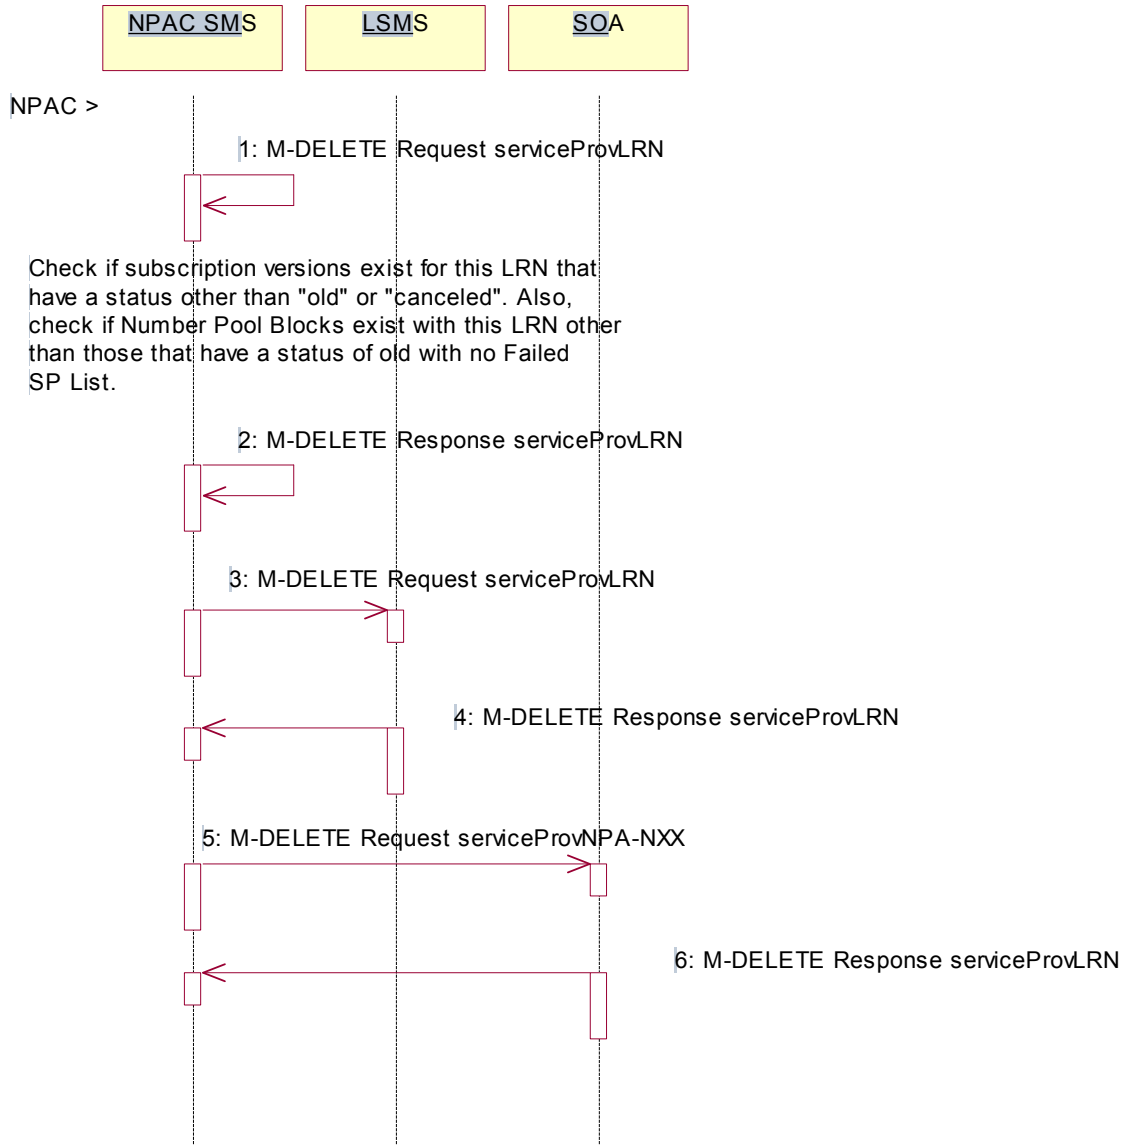 NPAC SMS
LSMS
SOA
NPAC >
1: M-DELETE Request serviceProvLRN
Check if subscription versions exist for this LRN that
have a status other than "old" or "canceled". Also,
check if Number Pool Blocks exist with this LRN other
than those that have a status of old with no Failed
SP List.
2: M-DELETE Response serviceProvLRN
3: M-DELETE Request serviceProvLRN
4: M-DELETE Response serviceProvLRN
5: M-DELETE Request serviceProvNPA-NXX
6: M-DELETE Response serviceProvLRN